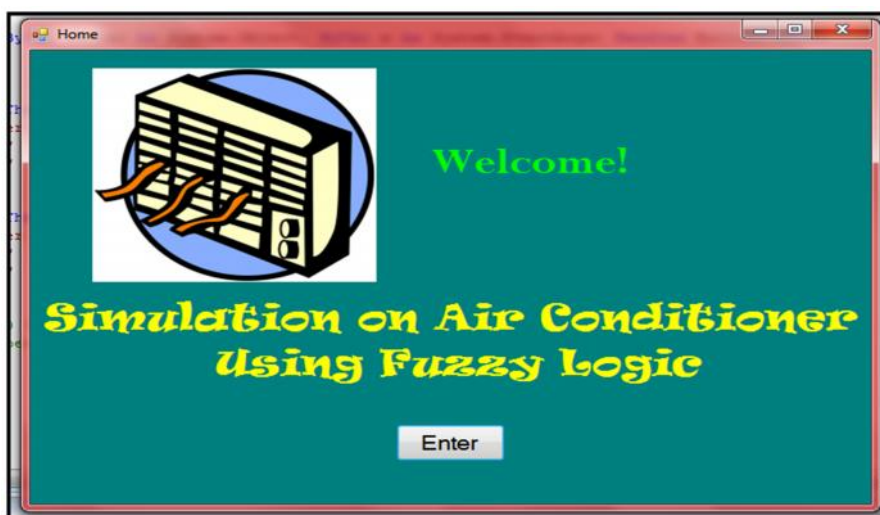 Home
Welcome!
Simulation on Air Conditioner
Using Fuzzy Logic
Enter